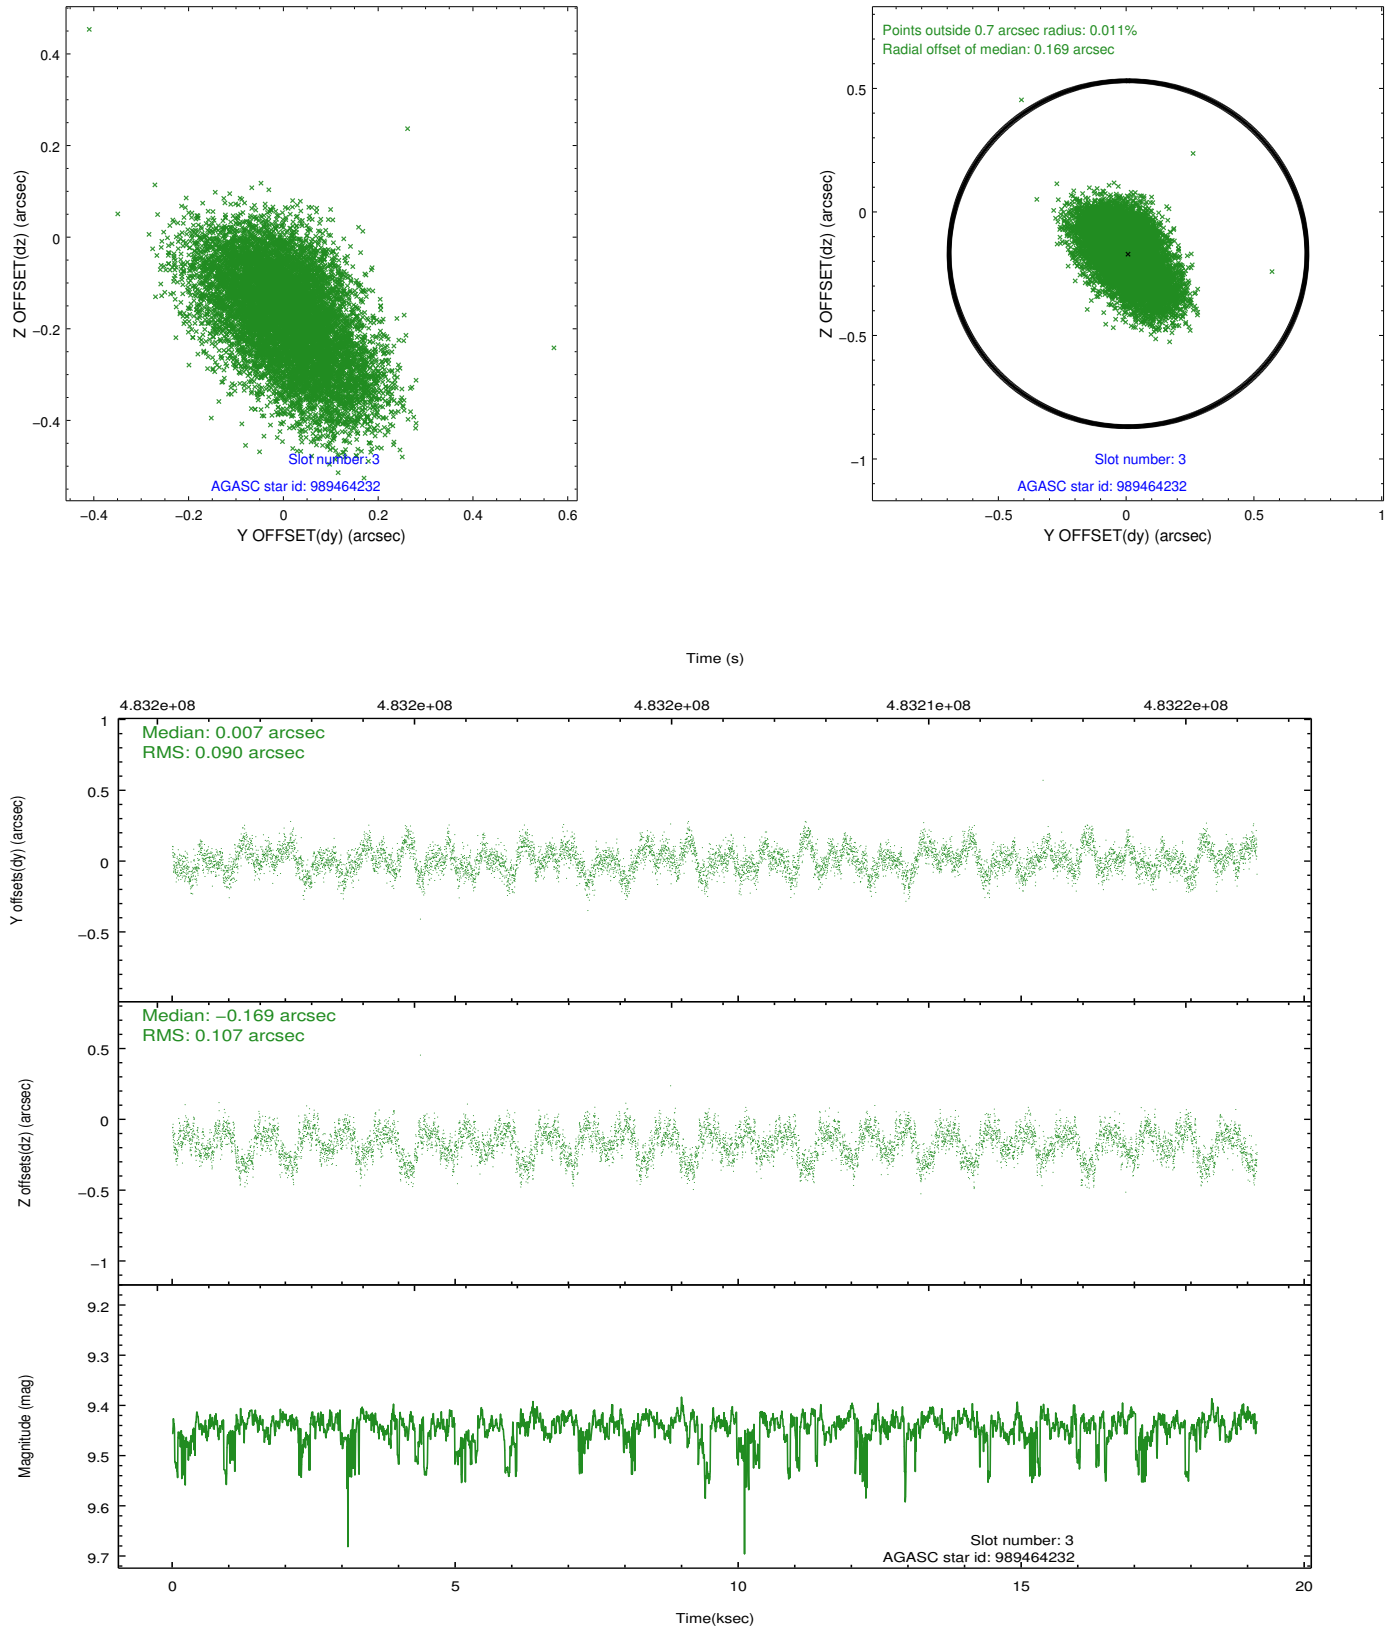 0.4
0.2
0
−0.2
−0.4
Z OFFSET(dz) (arcsec)
Slot number: 3
AGASC star id: 989464232
−0.4 −0.2 0 0.2 0.4 0.6
Y OFFSET(dy) (arcsec)
Points outside 0.7 arcsec radius: 0.011%
Radial offset of median: 0.169 arcsec
0.5
0
−0.5
−1
Z OFFSET(dz) (arcsec)
Slot number: 3
AGASC star id: 989464232
−0.5 0 0.5 1
Y OFFSET(dy) (arcsec)
Time (s)
4.832e+08 4.832e+08 4.832e+08 4.8321e+08 4.8322e+08
Median: 0.007 arcsec
RMS: 0.090 arcsec
1
0.5
0
−0.5
Y offsets(dy) (arcsec)
Median: −0.169 arcsec
RMS: 0.107 arcsec
0.5
0
−0.5
−1
Z offsets(dz) (arcsec)
9.2
9.3
9.4
9.5
9.6
9.7
Magnitude (mag)
Slot number: 3
AGASC star id: 989464232
0 5 10 15 20
Time(ksec)